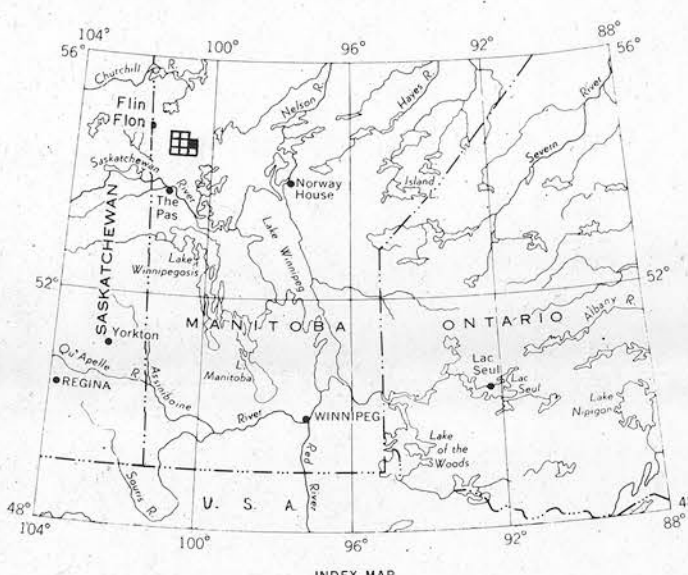 104°
100°
96°
92°
88°
56°
56°
Churchill R.
Flin
Flon
Nelson R.
Hayes R.
Severn River
Saskatchewan River
The
Pas
Norway
House
Island
L.
SASKATCHEWAN
Lake
Winnipegosis
Lake Winnipeg
52°
52°
MANITOBA
ONTARIO
Yorkton
Albany R.
Qu'Appelle R.
L.
Manitoba
Lac
Seul
Lac
Seul
REGINA
Assiniboine River
WINNIPEG
Lake
Nipigon
Lake
of the
Woods
Souris R.
Red River
U. S. A.
48°
104°
100°
96°
92°
88°
INDEX MAP